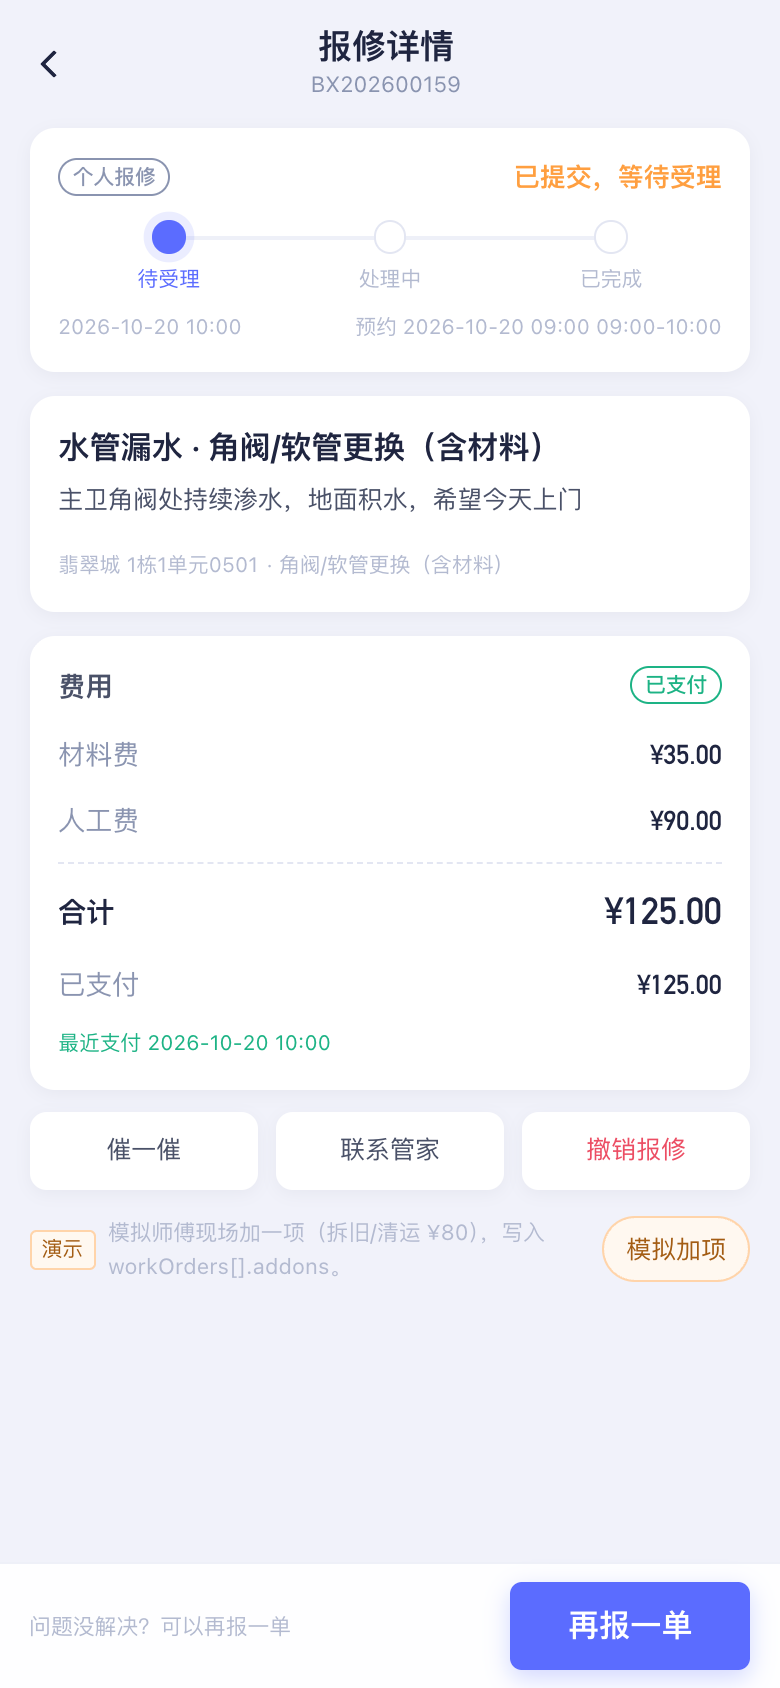 报修详情
BX202600159
个人报修
已提交，等待受理
待受理
处理中
已完成
2026-10-20 10:00
预约 2026-10-20 09:00 09:00-10:00
水管漏水 · 角阀/软管更换（含材料）
主卫角阀处持续渗水，地面积水，希望今天上门
翡翠城 1栋1单元0501 · 角阀/软管更换（含材料）
费用
已支付
材料费
¥35.00
人工费
¥90.00
合计
¥125.00
已支付
¥125.00
最近支付 2026-10-20 10:00
催一催
联系管家
撤销报修
演示
模拟师傅现场加一项（拆旧/清运 ¥80），写入
workOrders[].addons。
模拟加项
问题没解决？可以再报一单
再报一单